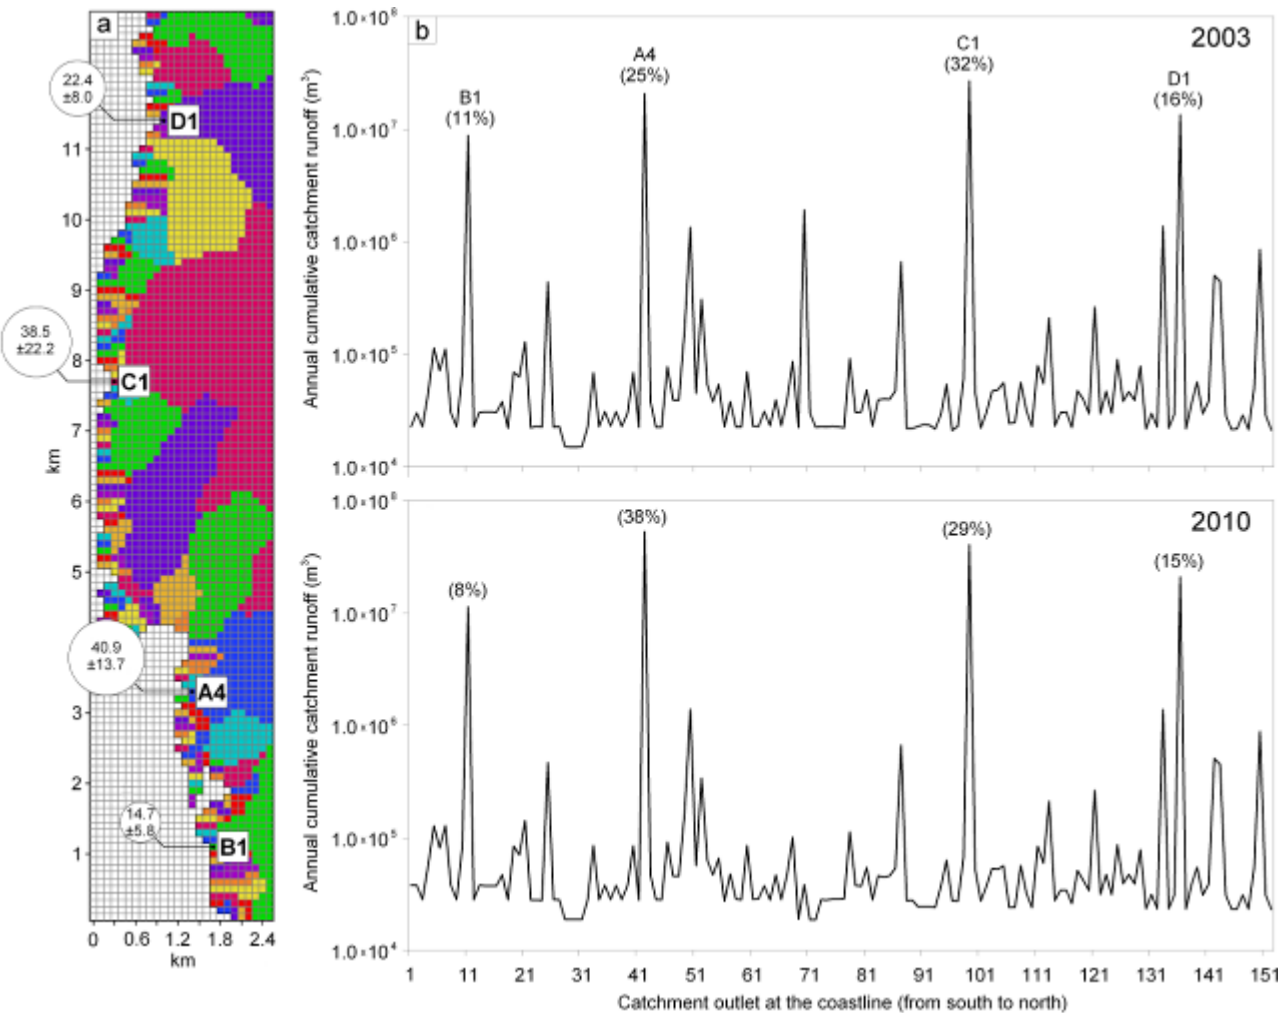 a
22.4
±8.0
D1
11
10
9
38.5
±22.2
8
C1
7
km
6
5
40.9
±13.7
A4
3
2
14.7
±5.8
B1
1
0 0.6 1.2 1.8 2.4
km
b
2003
Annual cumulative catchment runoff (m³)
1.0×10⁸
1.0×10⁷
1.0×10⁶
1.0×10⁵
1.0×10⁴
B1
(11%)
A4
(25%)
C1
(32%)
D1
(16%)
2010
Annual cumulative catchment runoff (m³)
1.0×10⁸
1.0×10⁷
1.0×10⁶
1.0×10⁵
1.0×10⁴
(8%)
(38%)
(29%)
(15%)
1 11 21 31 41 51 61 71 81 91 101 111 121 131 141 151
Catchment outlet at the coastline (from south to north)